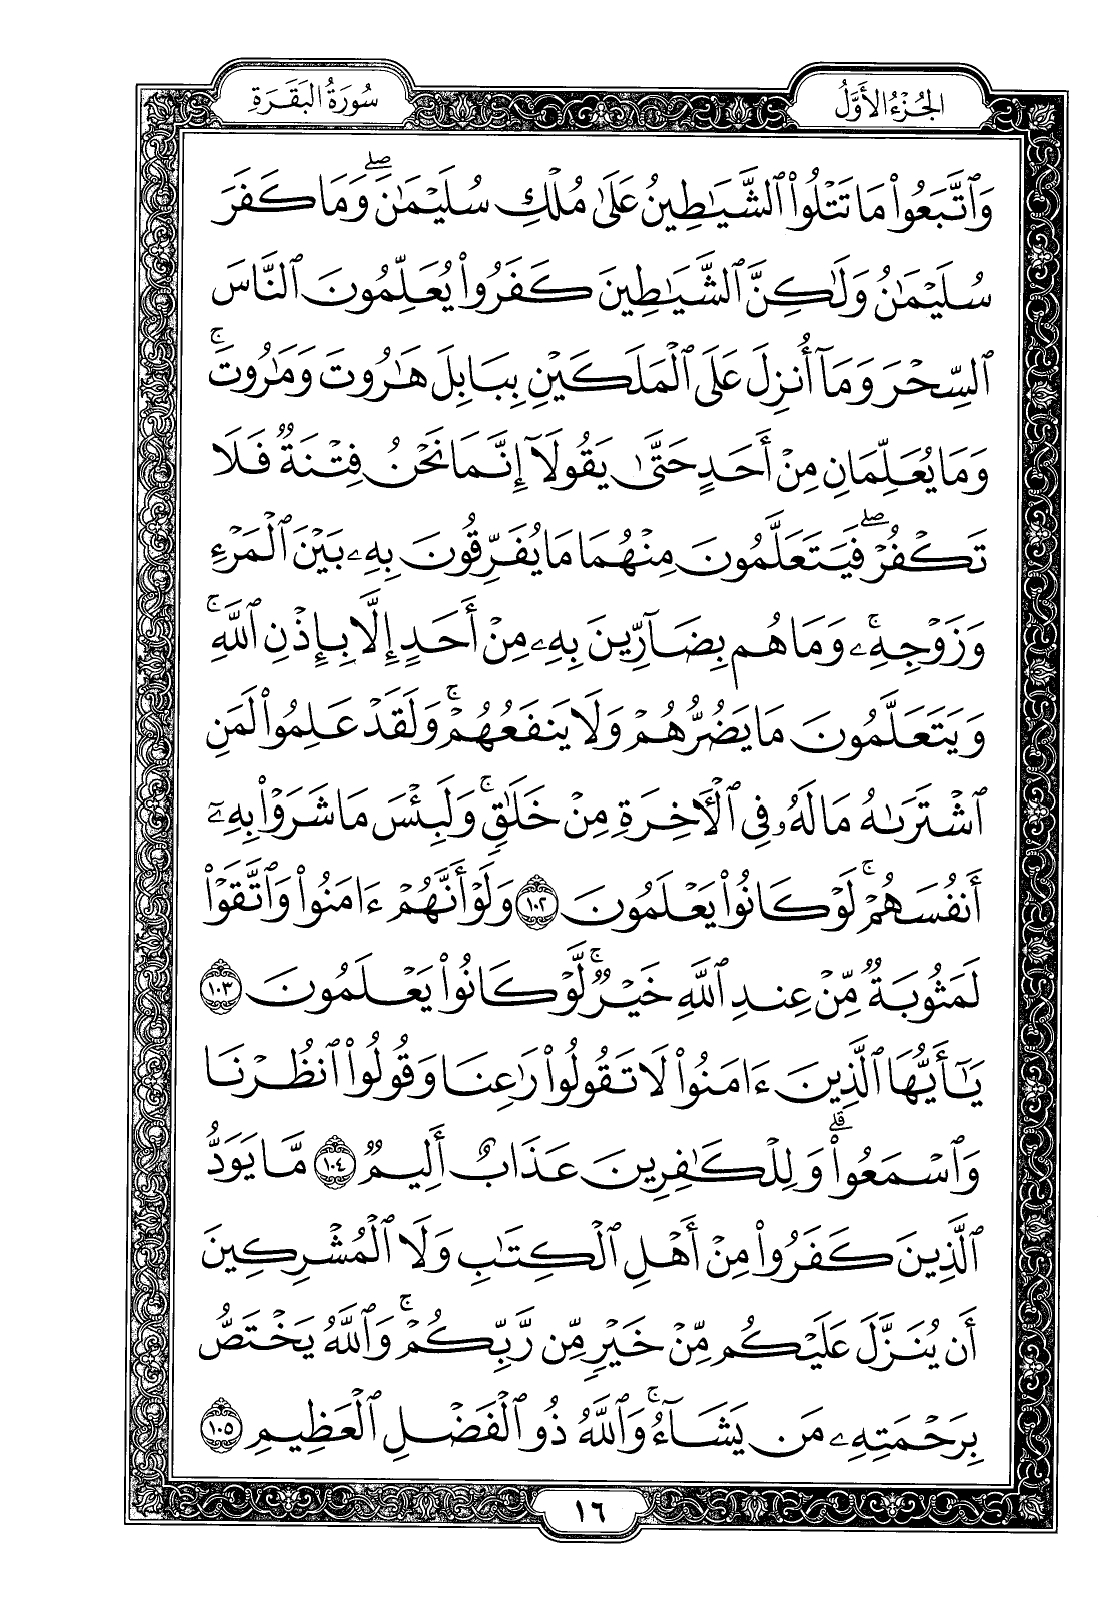 الجُزْءُ الأَوَّلُ
سُورَةُ البَقَرَةِ
وَٱتَّبَعُوا۟ مَا تَتْلُوا۟ ٱلشَّيَـٰطِينُ عَلَىٰ مُلْكِ سُلَيْمَـٰنَ ۖ وَمَا كَفَرَ
سُلَيْمَـٰنُ وَلَـٰكِنَّ ٱلشَّيَـٰطِينَ كَفَرُوا۟ يُعَلِّمُونَ ٱلنَّاسَ
ٱلسِّحْرَ وَمَآ أُنزِلَ عَلَى ٱلْمَلَكَيْنِ بِبَابِلَ هَـٰرُوتَ وَمَـٰرُوتَ ۚ
وَمَا يُعَلِّمَانِ مِنْ أَحَدٍ حَتَّىٰ يَقُولَآ إِنَّمَا نَحْنُ فِتْنَةٌ فَلَا
تَكْفُرْ ۖ فَيَتَعَلَّمُونَ مِنْهُمَا مَا يُفَرِّقُونَ بِهِۦ بَيْنَ ٱلْمَرْءِ
وَزَوْجِهِۦ ۚ وَمَا هُم بِضَآرِّينَ بِهِۦ مِنْ أَحَدٍ إِلَّا بِإِذْنِ ٱللَّهِ ۚ
وَيَتَعَلَّمُونَ مَا يَضُرُّهُمْ وَلَا يَنفَعُهُمْ ۚ وَلَقَدْ عَلِمُوا۟ لَمَنِ
ٱشْتَرَىٰهُ مَا لَهُۥ فِى ٱلْـَٔاخِرَةِ مِنْ خَلَـٰقٍ ۚ وَلَبِئْسَ مَا شَرَوْا۟ بِهِۦٓ
أَنفُسَهُمْ ۚ لَوْ كَانُوا۟ يَعْلَمُونَ ١٠٢ وَلَوْ أَنَّهُمْ ءَامَنُوا۟ وَٱتَّقَوْا۟
لَمَثُوبَةٌ مِّنْ عِندِ ٱللَّهِ خَيْرٌ ۚ لَّوْ كَانُوا۟ يَعْلَمُونَ ١٠٣
يَـٰٓأَيُّهَا ٱلَّذِينَ ءَامَنُوا۟ لَا تَقُولُوا۟ رَٰعِنَا وَقُولُوا۟ ٱنظُرْنَا
وَٱسْمَعُوا۟ ۗ وَلِلْكَـٰفِرِينَ عَذَابٌ أَلِيمٌ ١٠٤ مَّا يَوَدُّ
ٱلَّذِينَ كَفَرُوا۟ مِنْ أَهْلِ ٱلْكِتَـٰبِ وَلَا ٱلْمُشْرِكِينَ
أَن يُنَزَّلَ عَلَيْكُم مِّنْ خَيْرٍ مِّن رَّبِّكُمْ ۚ وَٱللَّهُ يَخْتَصُّ
بِرَحْمَتِهِۦ مَن يَشَآءُ ۚ وَٱللَّهُ ذُو ٱلْفَضْلِ ٱلْعَظِيمِ ١٠٥
١٦